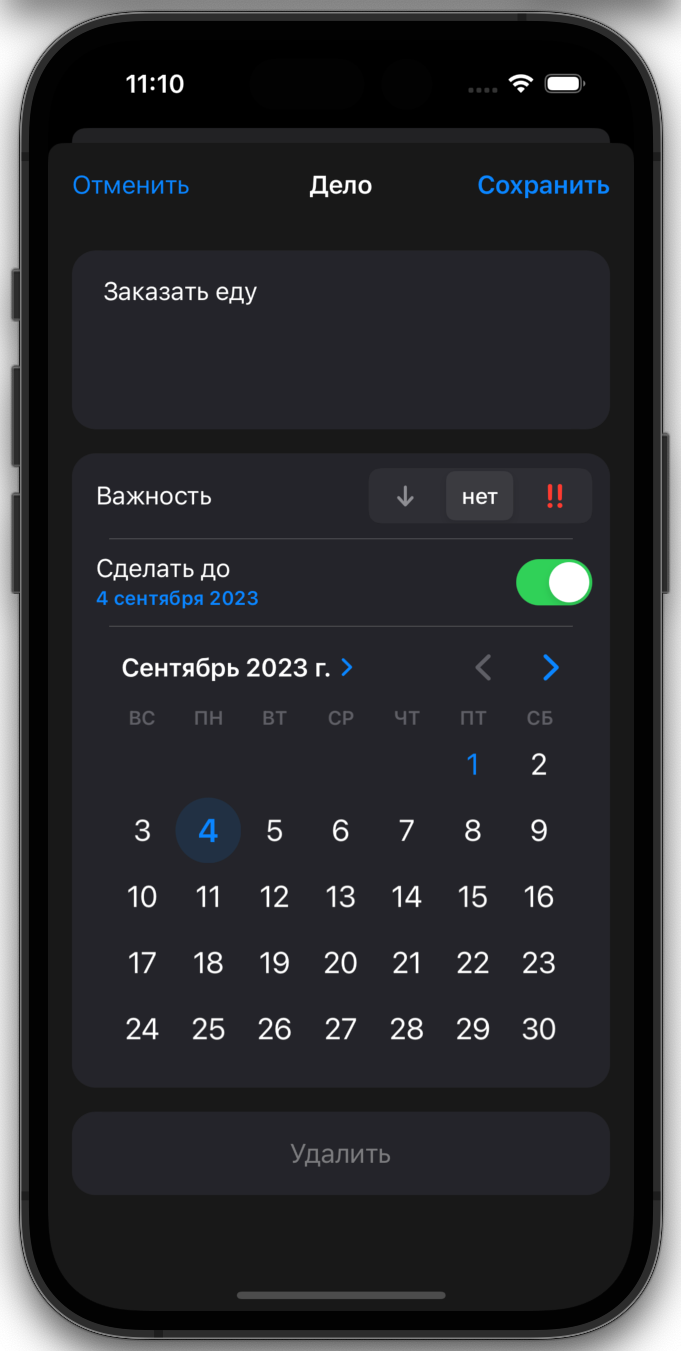 11:10
Отменить Дело Сохранить
Заказать еду
Важность нет ‼
Сделать до
4 сентября 2023
Сентябрь 2023 г.
ВС ПН ВТ СР ЧТ ПТ СБ
1 2
3 4 5 6 7 8 9
10 11 12 13 14 15 16
17 18 19 20 21 22 23
24 25 26 27 28 29 30
Удалить